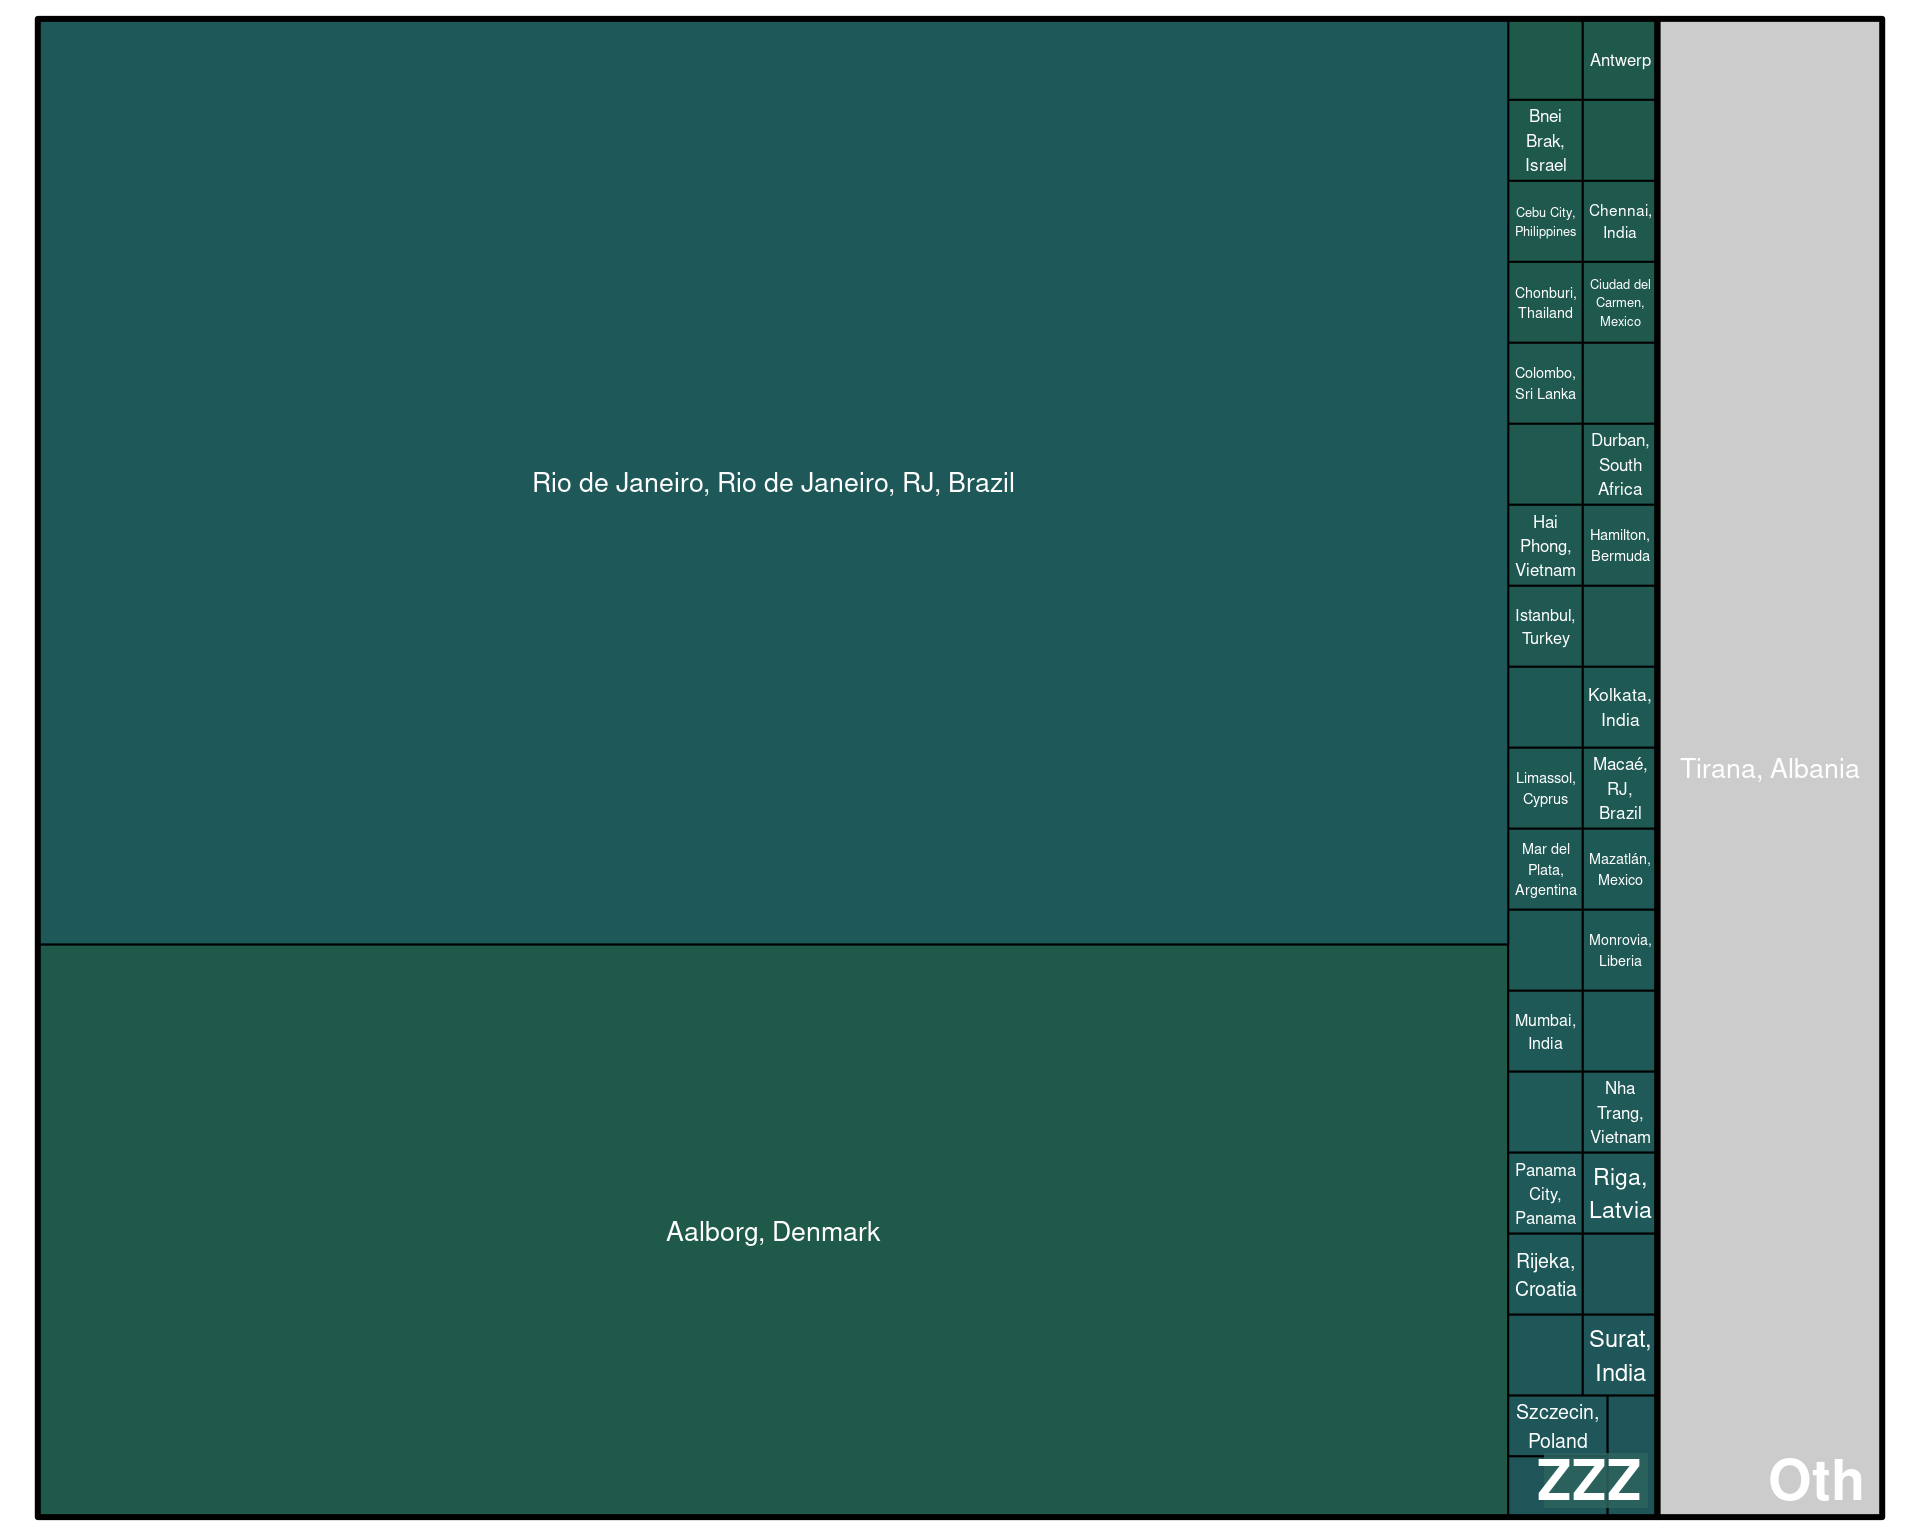 Rio de Janeiro, Rio de Janeiro, RJ, Brazil
Aalborg, Denmark
Antwerp
Bnei
Brak,
Israel
Cebu City,
Philippines
Chennai,
India
Chonburi,
Thailand
Ciudad del
Carmen,
Mexico
Colombo,
Sri Lanka
Durban,
South
Africa
Hai
Phong,
Vietnam
Hamilton,
Bermuda
Istanbul,
Turkey
Kolkata,
India
Limassol,
Cyprus
Macaé,
RJ,
Brazil
Mar del
Plata,
Argentina
Mazatlán,
Mexico
Monrovia,
Liberia
Mumbai,
India
Nha
Trang,
Vietnam
Panama
City,
Panama
Riga,
Latvia
Rijeka,
Croatia
Surat,
India
Szczecin,
Poland
ZZZ
Tirana, Albania
Oth